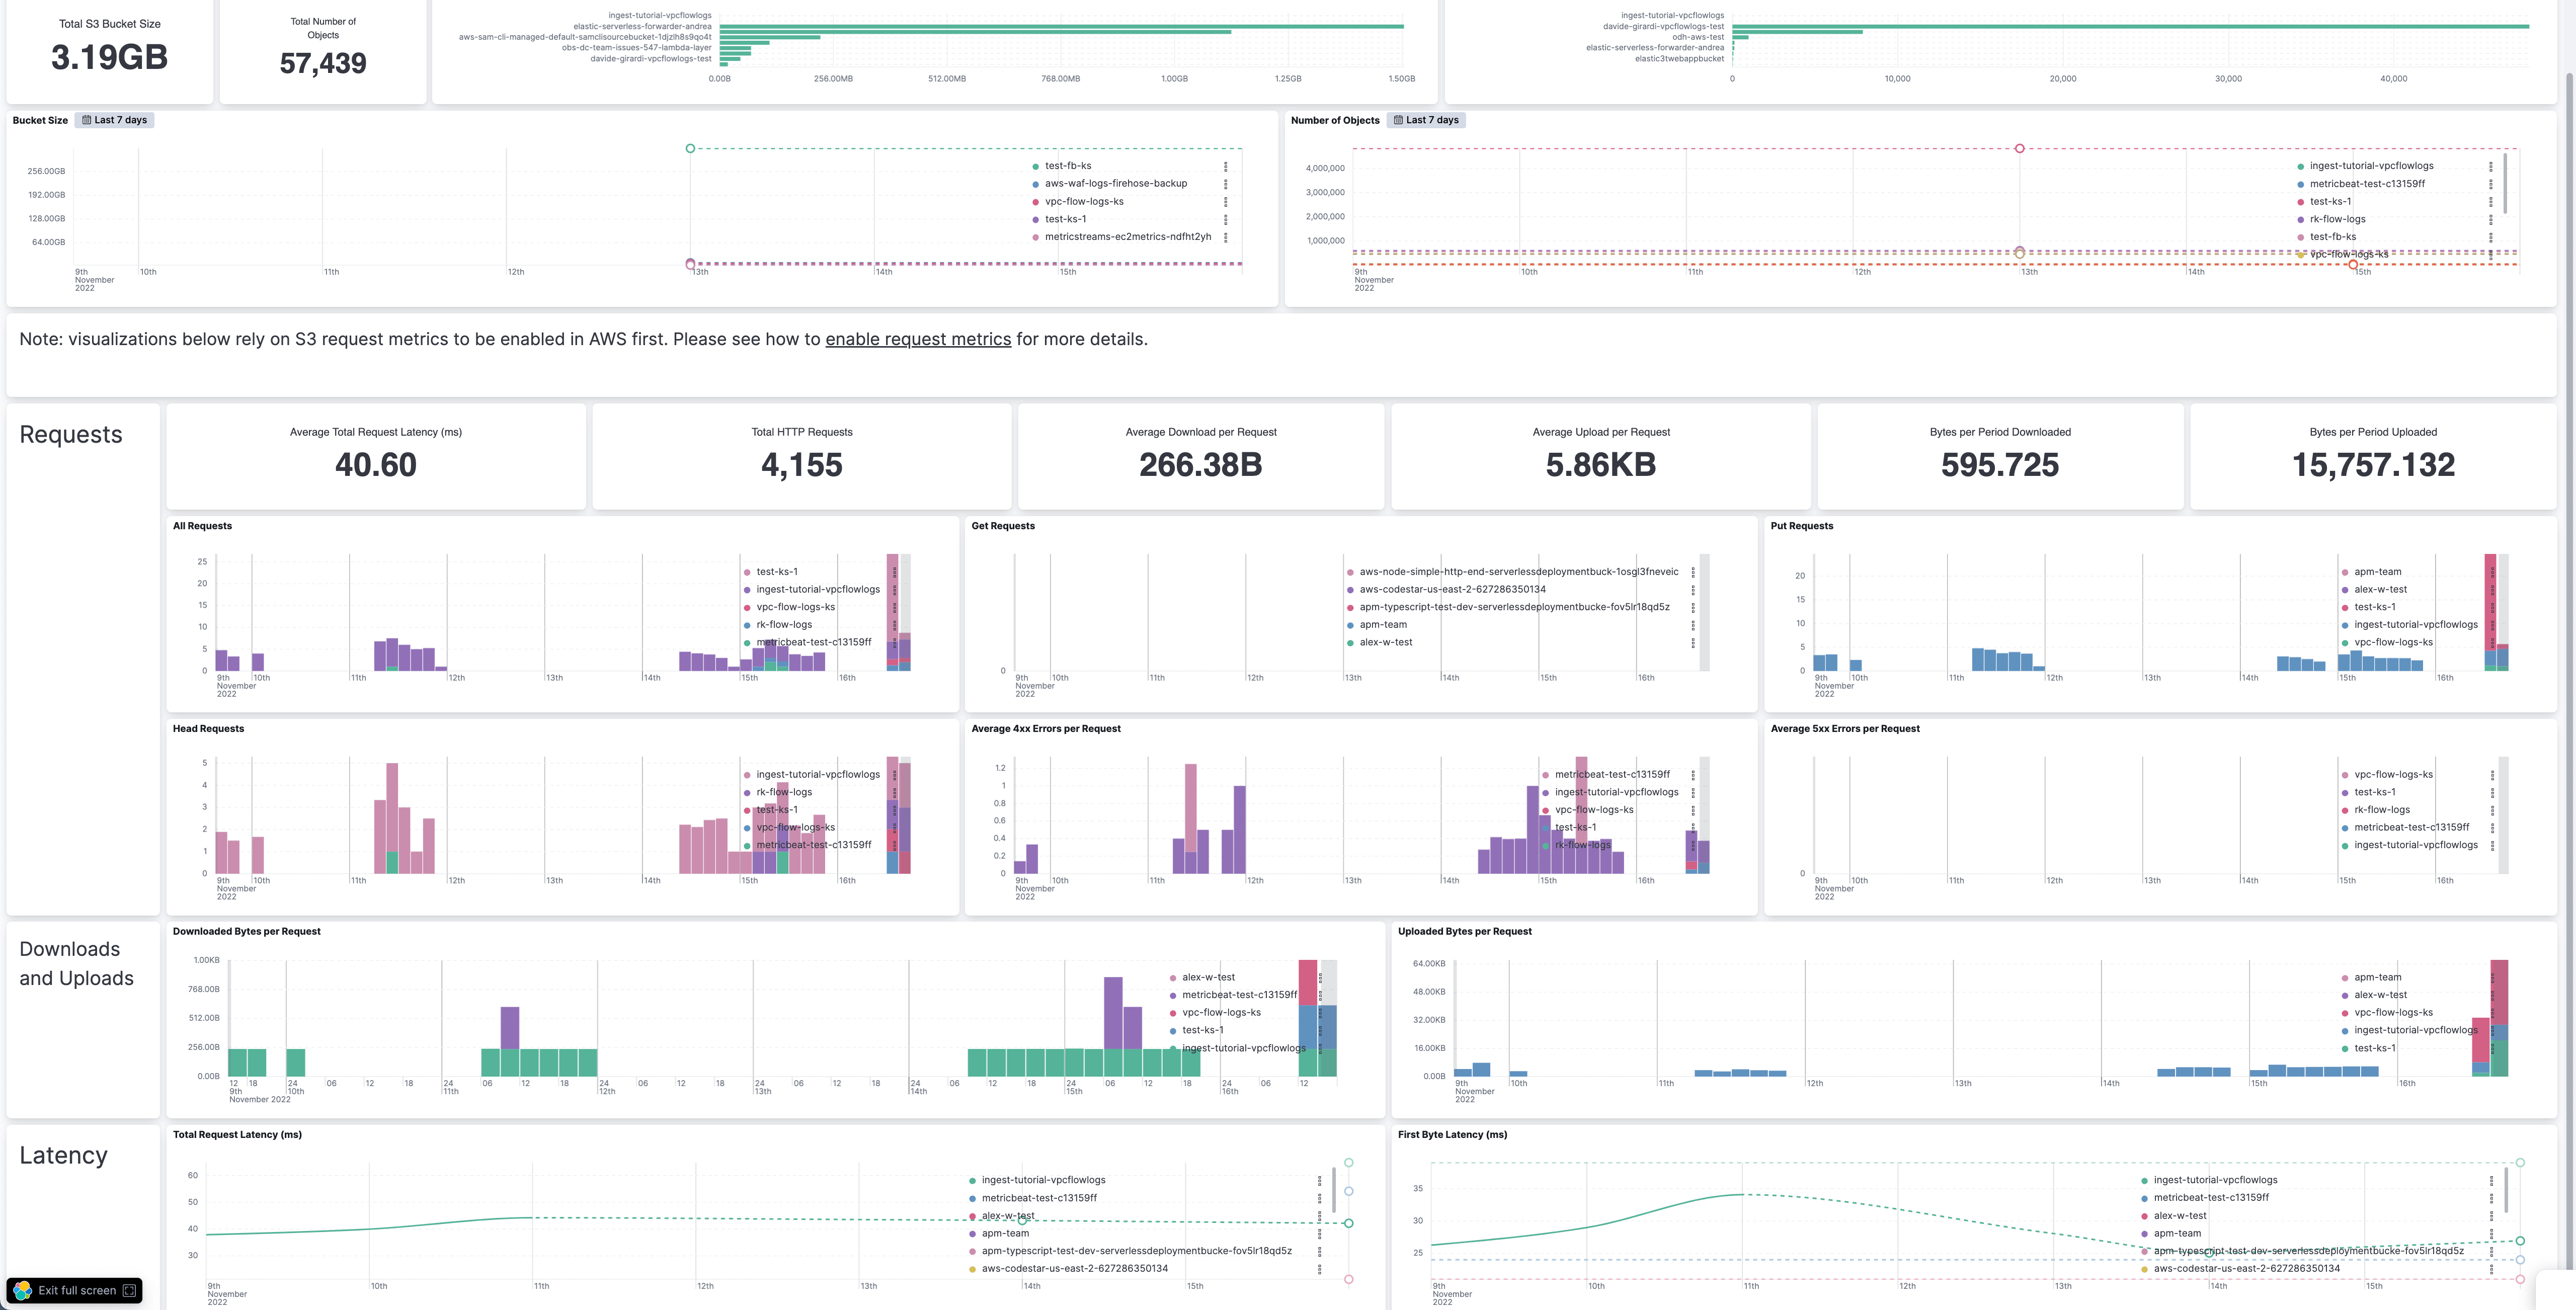 Total S3 Bucket Size
3.19GB
Total Number of
Objects
57,439
ingest-tutorial-vpcflowlogs
elastic-serverless-forwarder-andrea
aws-sam-cli-managed-default-samclisourcebucket-1djzlh8s9qo4t
obs-dc-team-issues-547-lambda-layer
davide-girardi-vpcflowlogs-test
0.00B 256.00MB 512.00MB 768.00MB 1.00GB 1.25GB 1.50GB
ingest-tutorial-vpcflowlogs
davide-girardi-vpcflowlogs-test
odh-aws-test
elastic-serverless-forwarder-andrea
elastic3twebappbucket
0 10,000 20,000 30,000 40,000
Bucket Size Last 7 days
256.00GB
192.00GB
128.00GB
64.00GB
test-fb-ks
aws-waf-logs-firehose-backup
vpc-flow-logs-ks
test-ks-1
metricstreams-ec2metrics-ndfht2yh
9th 10th 11th 12th 13th 14th 15th
November
2022
Number of Objects Last 7 days
4,000,000
3,000,000
2,000,000
1,000,000
ingest-tutorial-vpcflowlogs
metricbeat-test-c13159ff
test-ks-1
rk-flow-logs
test-fb-ks
vpc-flow-logs-ks
9th 10th 11th 12th 13th 14th 15th
November
2022
Note: visualizations below rely on S3 request metrics to be enabled in AWS first. Please see how to enable request metrics for more details.
Requests
Average Total Request Latency (ms)
40.60
Total HTTP Requests
4,155
Average Download per Request
266.38B
Average Upload per Request
5.86KB
Bytes per Period Downloaded
595.725
Bytes per Period Uploaded
15,757.132
All Requests
25
20
15
10
5
0
test-ks-1
ingest-tutorial-vpcflowlogs
vpc-flow-logs-ks
rk-flow-logs
metricbeat-test-c13159ff
9th 10th 11th 12th 13th 14th 15th 16th
November
2022
Get Requests
0
aws-node-simple-http-end-serverlessdeploymentbuck-1osgl3fneveic
aws-codestar-us-east-2-627286350134
apm-typescript-test-dev-serverlessdeploymentbucke-fov5lr18qd5z
apm-team
alex-w-test
9th 10th 11th 12th 13th 14th 15th 16th
November
2022
Put Requests
20
15
10
5
0
apm-team
alex-w-test
test-ks-1
ingest-tutorial-vpcflowlogs
vpc-flow-logs-ks
9th 10th 11th 12th 13th 14th 15th 16th
November
2022
Head Requests
5
4
3
2
1
0
ingest-tutorial-vpcflowlogs
rk-flow-logs
test-ks-1
vpc-flow-logs-ks
metricbeat-test-c13159ff
9th 10th 11th 12th 13th 14th 15th 16th
November
2022
Average 4xx Errors per Request
1.2
1
0.8
0.6
0.4
0.2
0
metricbeat-test-c13159ff
ingest-tutorial-vpcflowlogs
vpc-flow-logs-ks
test-ks-1
rk-flow-logs
9th 10th 11th 12th 13th 14th 15th 16th
November
2022
Average 5xx Errors per Request
0
vpc-flow-logs-ks
test-ks-1
rk-flow-logs
metricbeat-test-c13159ff
ingest-tutorial-vpcflowlogs
9th 10th 11th 12th 13th 14th 15th 16th
November
2022
Downloads
and Uploads
Downloaded Bytes per Request
1.00KB
768.00B
512.00B
256.00B
0.00B
alex-w-test
metricbeat-test-c13159ff
vpc-flow-logs-ks
test-ks-1
ingest-tutorial-vpcflowlogs
12 18 24 06 12 18 24 06 12 18 24 06 12 18 24 06 12 18 24 06 12 18 24 06 12 18 24 06 12
9th 10th 11th 12th 13th 14th 15th 16th
November 2022
Uploaded Bytes per Request
64.00KB
48.00KB
32.00KB
16.00KB
0.00B
apm-team
alex-w-test
vpc-flow-logs-ks
ingest-tutorial-vpcflowlogs
test-ks-1
9th 10th 11th 12th 13th 14th 15th 16th
November
2022
Latency
Total Request Latency (ms)
60
50
40
30
ingest-tutorial-vpcflowlogs
metricbeat-test-c13159ff
alex-w-test
apm-team
apm-typescript-test-dev-serverlessdeploymentbucke-fov5lr18qd5z
aws-codestar-us-east-2-627286350134
9th 10th 11th 12th 13th 14th 15th
November
2022
First Byte Latency (ms)
35
30
25
ingest-tutorial-vpcflowlogs
metricbeat-test-c13159ff
alex-w-test
apm-team
apm-typescript-test-dev-serverlessdeploymentbucke-fov5lr18qd5z
aws-codestar-us-east-2-627286350134
9th 10th 11th 12th 13th 14th 15th
November
2022
Exit full screen